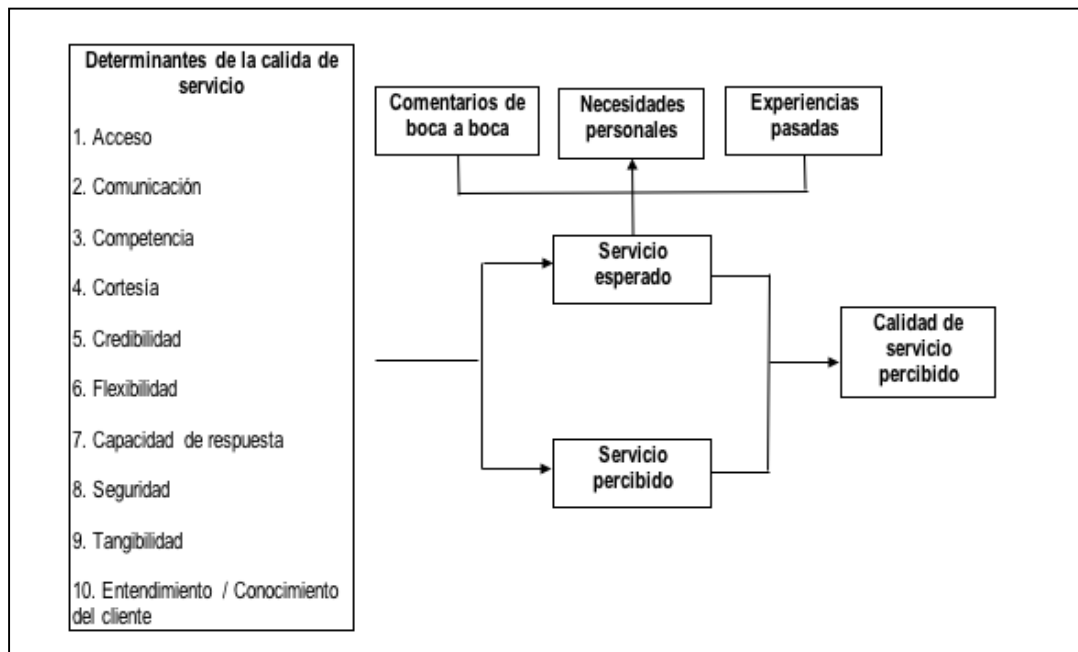 Determinantes de la calida de
servicio
1. Acceso
2. Comunicación
3. Competencia
4. Cortesía
5. Credibilidad
6. Flexibilidad
7. Capacidad de respuesta
8. Seguridad
9. Tangibilidad
10. Entendimiento / Conocimiento
del cliente
Comentarios de
boca a boca
Necesidades
personales
Experiencias
pasadas
Servicio
esperado
Servicio
percibido
Calidad de
servicio
percibido